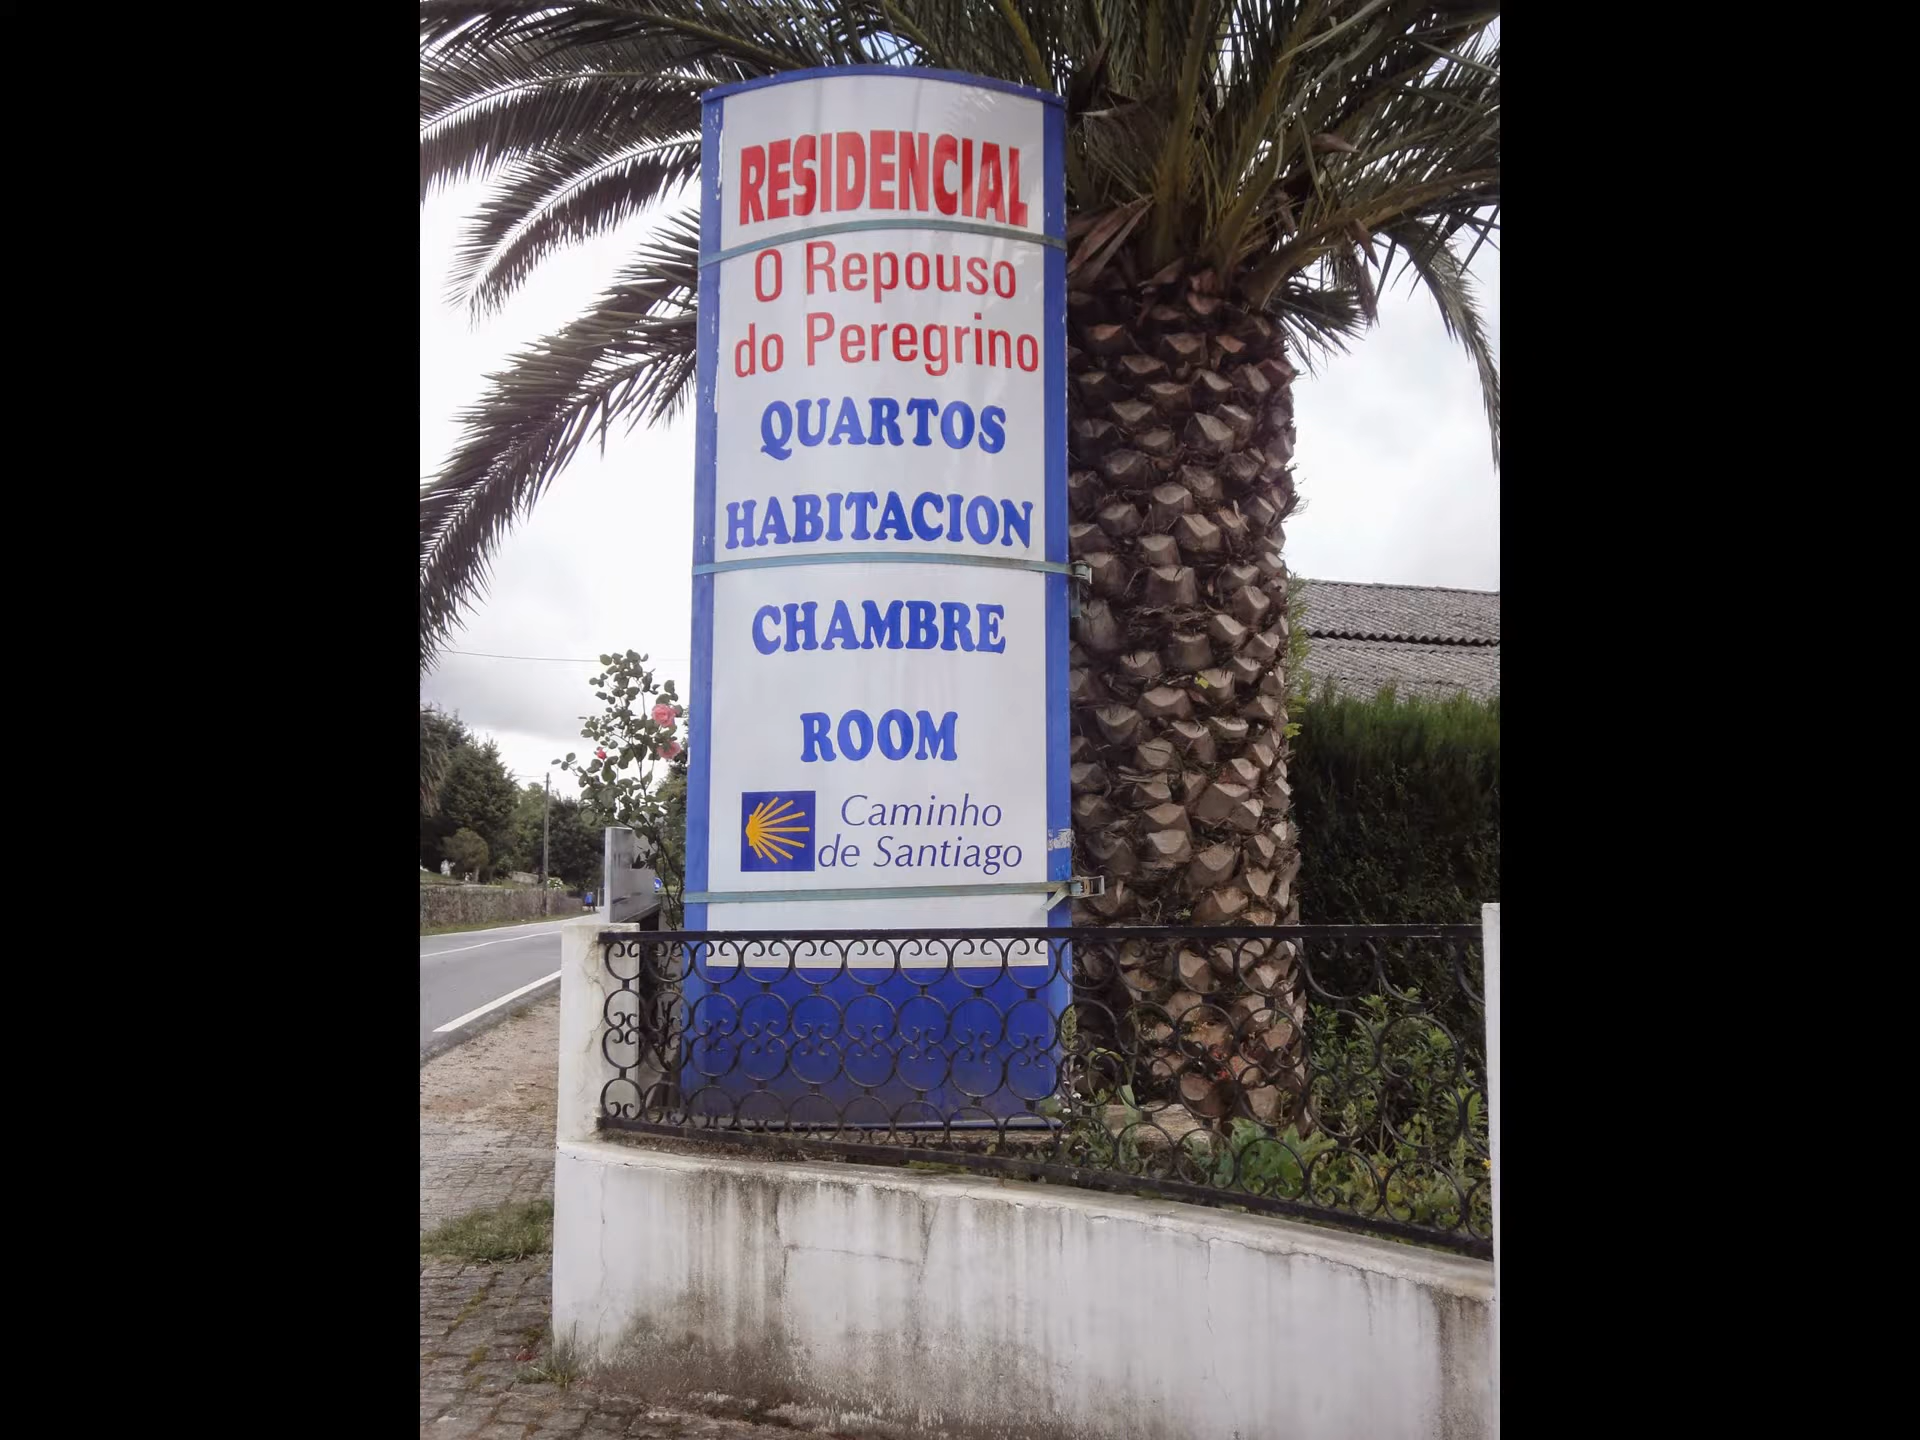 RESIDENCIAL
O Repouso
do Peregrino
QUARTOS
HABITACION
CHAMBRE
ROOM
Caminho
de Santiago